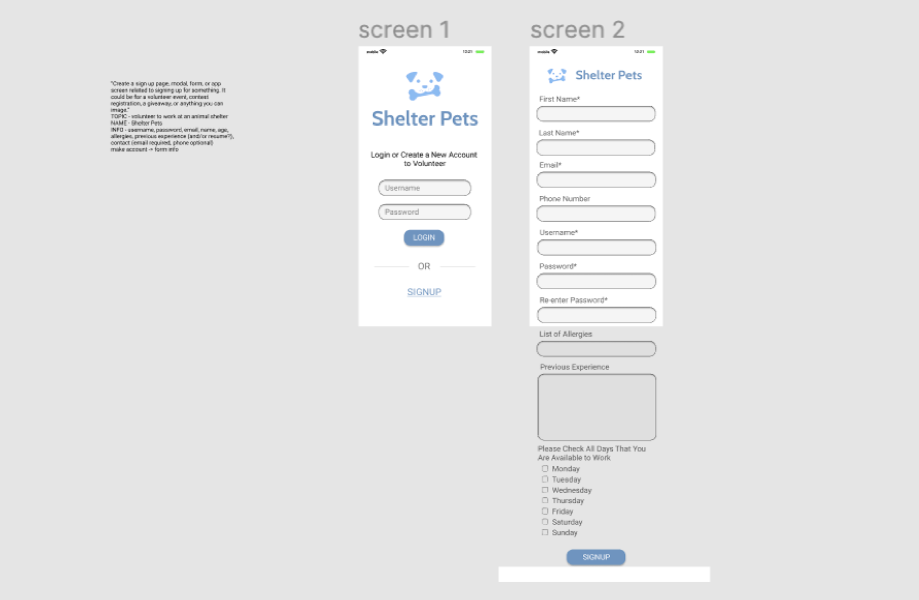 "Create a sign up page, modal, form, or app
screen related to signing up for something. It
could be for a volunteer event, contest
registration, a giveaway, or anything you can
image."
TOPIC - volunteer to work at an animal shelter
NAME - Shelter Pets
INFO - username, password, email, name, age,
allergies, previous experience (and/or resume?),
contact (email required, phone optional)
make account -> form info
screen 1
mobile
12:21
Shelter Pets
Login or Create a New Account
to Volunteer
Username
Password
LOGIN
OR
SIGNUP
screen 2
mobile
12:21
Shelter Pets
First Name*
Last Name*
Email*
Phone Number
Username*
Password*
Re-enter Password*
List of Allergies
Previous Experience
Please Check All Days That You
Are Available to Work
Monday
Tuesday
Wednesday
Thursday
Friday
Saturday
Sunday
SIGNUP